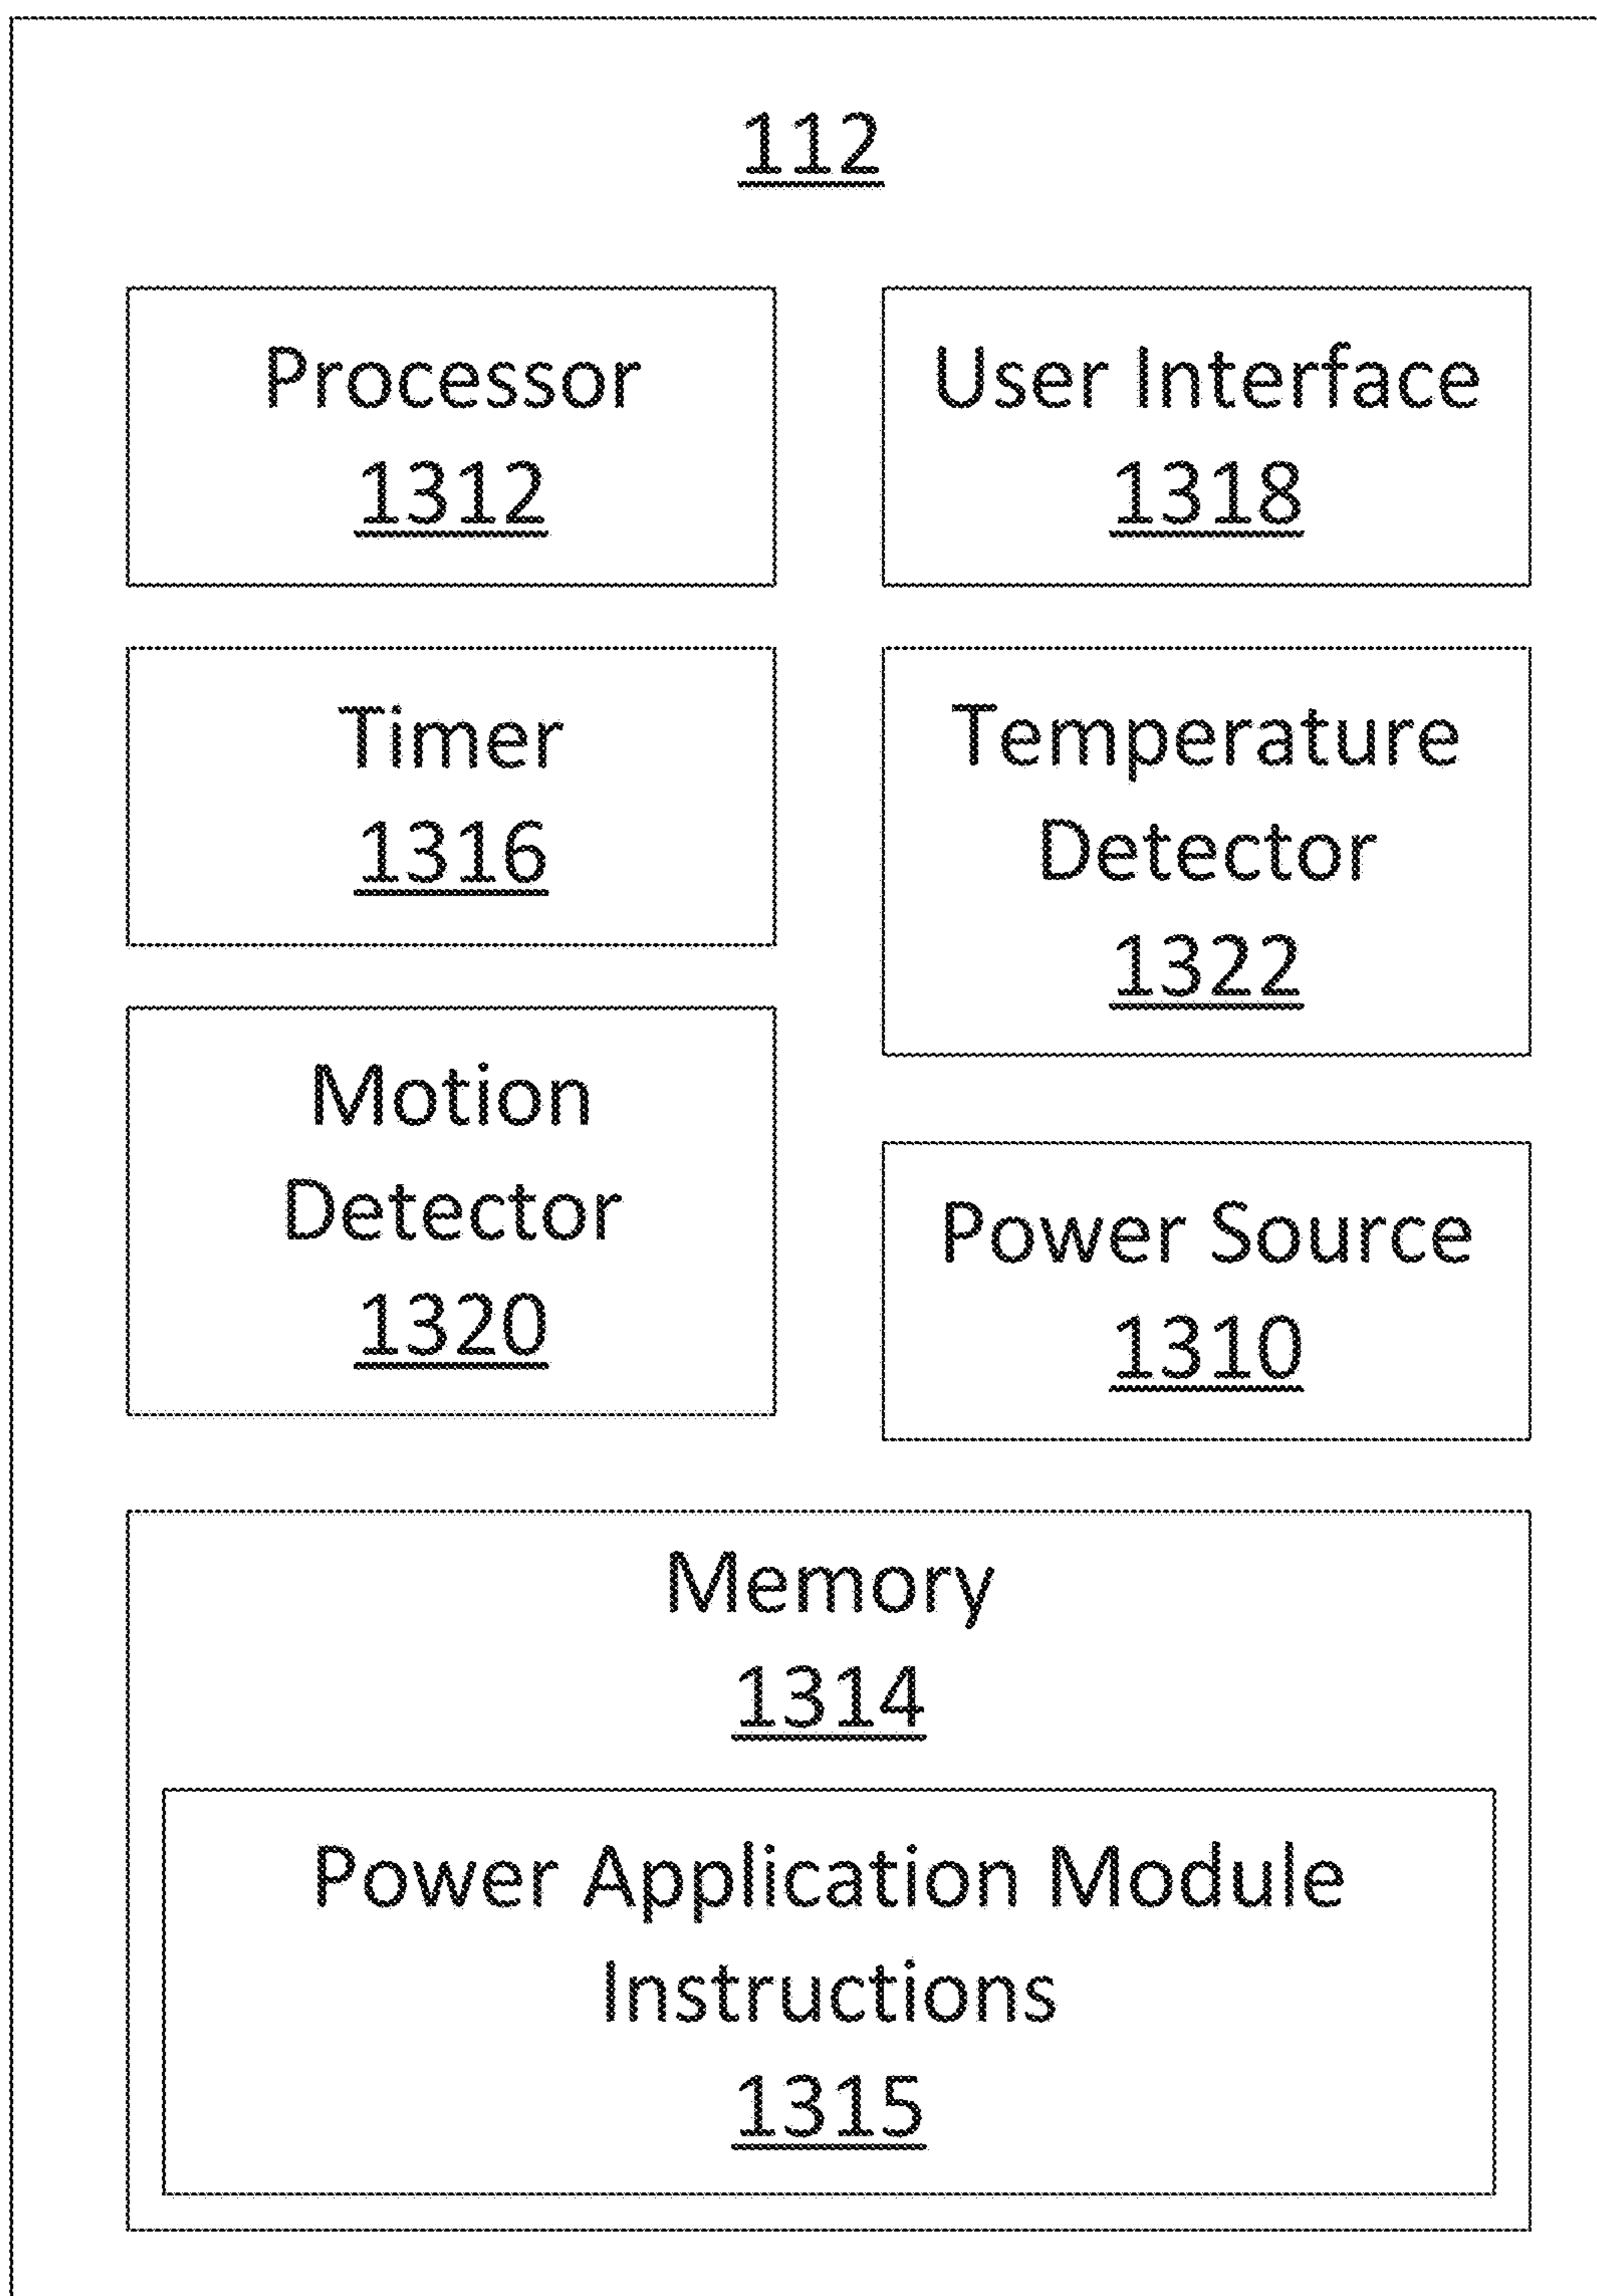 112
Processor
1312
User Interface
1318
Timer
1316
Temperature
Detector
1322
Motion
Detector
1320
Power Source
1310
Memory
1314
Power Application Module
Instructions
1315